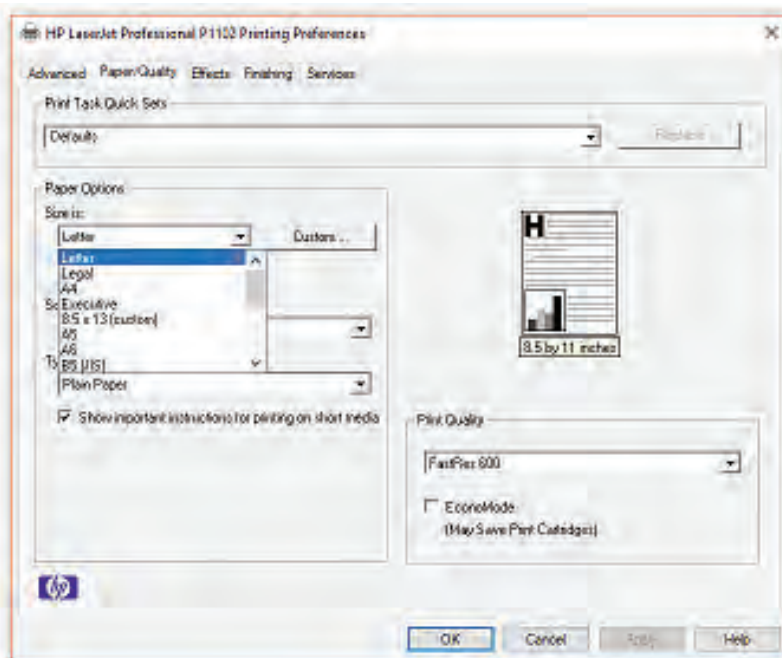 HP LaserJet Professional P1102 Printing Preferences
Advanced Paper/Quality Effects Finishing Services
Print Task Quick Sets
Defaults
Replace
Paper Options
Size is:
Letter
Custom ...
Letter
Legal
A4
Executive
8.5 x 13 (custom)
A5
A6
B5 (JIS)
Plain Paper
Show important instructions for printing on short media
H
8.5 by 11 inches
Print Quality
FastRes 600
EconoMode
(May Save Print Cartridges)
hp
OK Cancel Apply Help